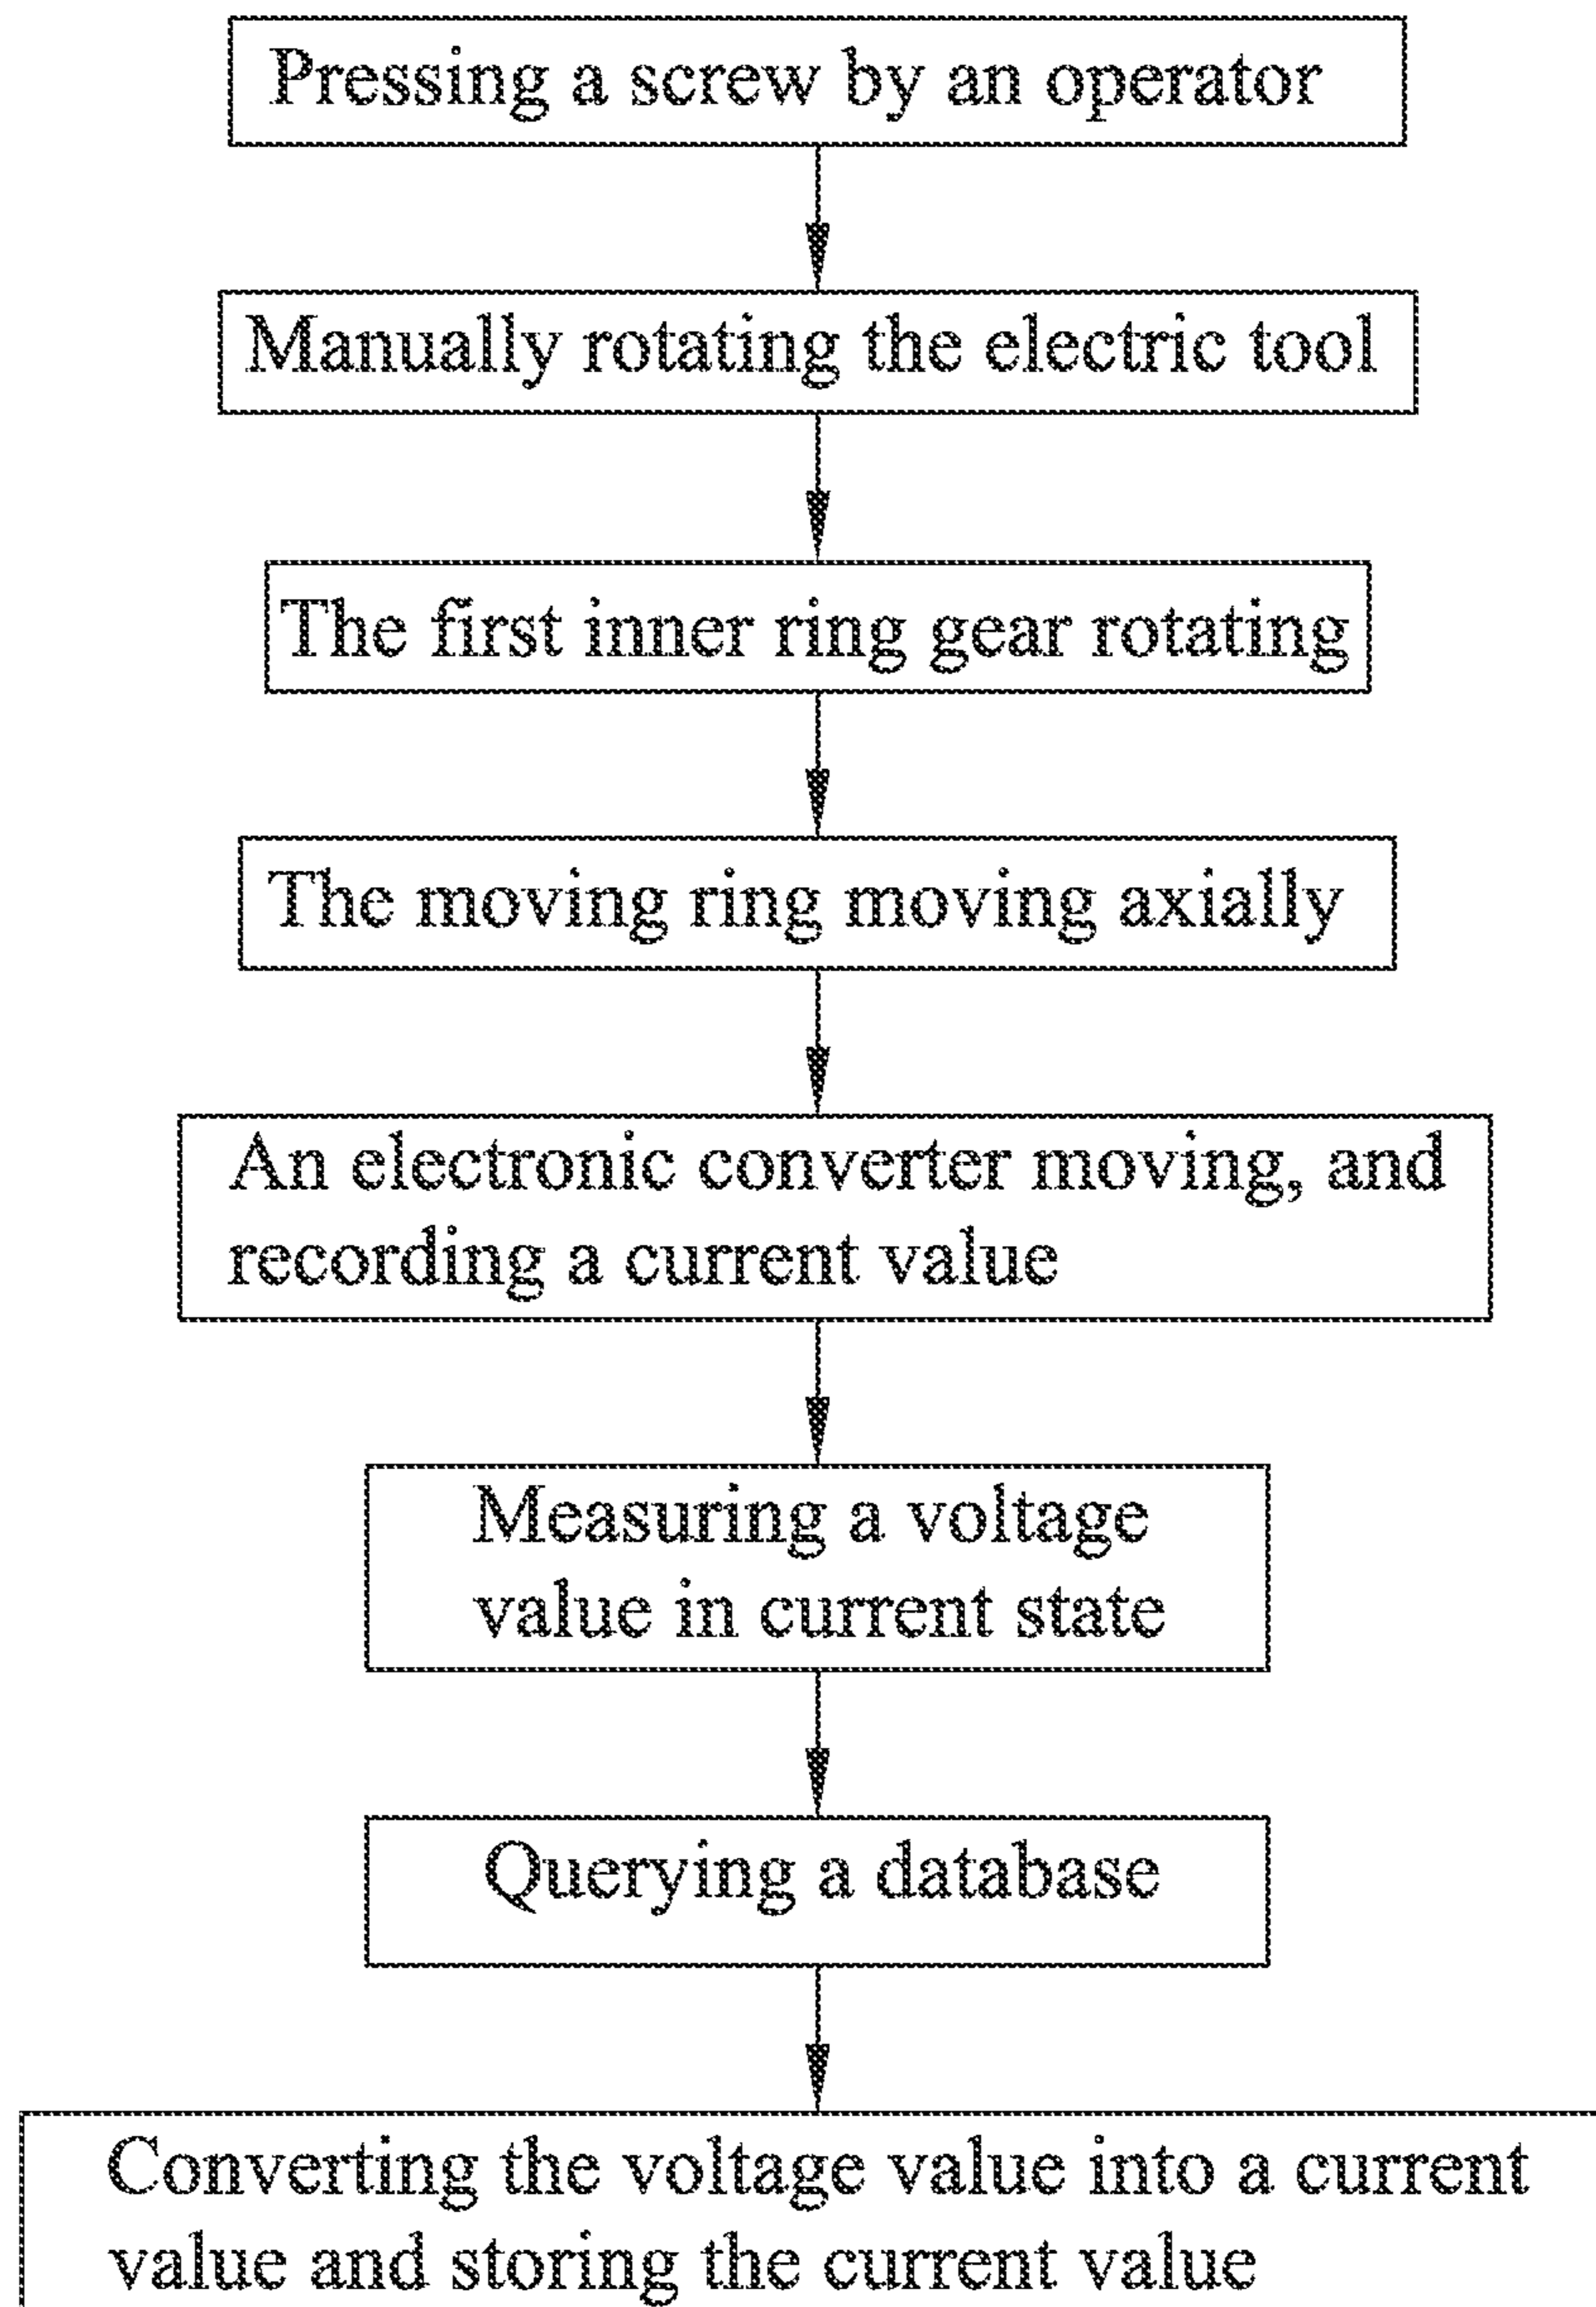 Pressing a screw by an operator
Manually rotating the electric tool
The first inner ring gear rotating
The moving ring moving axially
An electronic converter moving, and
recording a current value
Measuring a voltage
value in current state
Querying a database
Converting the voltage value into a current
value and storing the current value